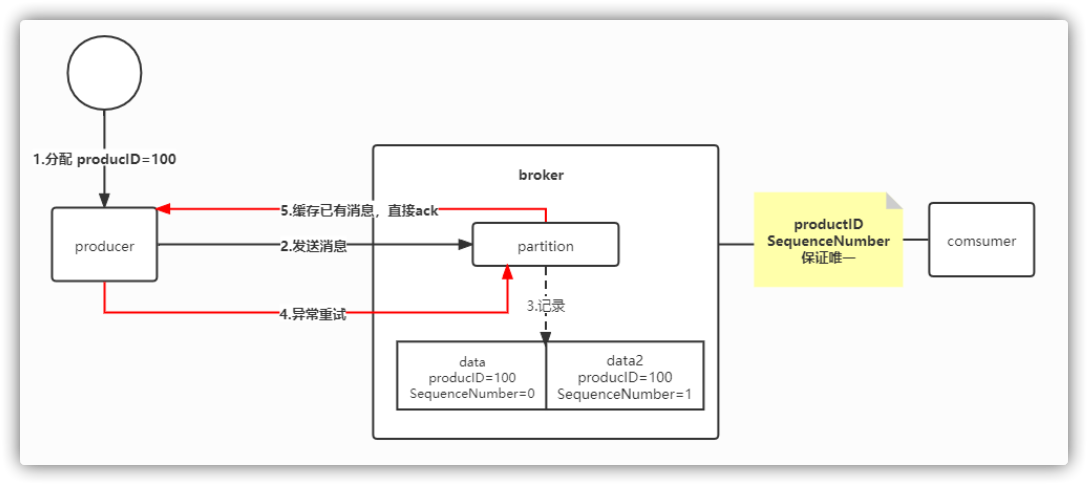 1.分配 producID=100
broker
5.缓存已有消息，直接ack
producer
2.发送消息
partition
productID
SequenceNumber
保证唯一
comsumer
4.异常重试
3.记录
data
producID=100
SequenceNumber=0
data2
producID=100
SequenceNumber=1